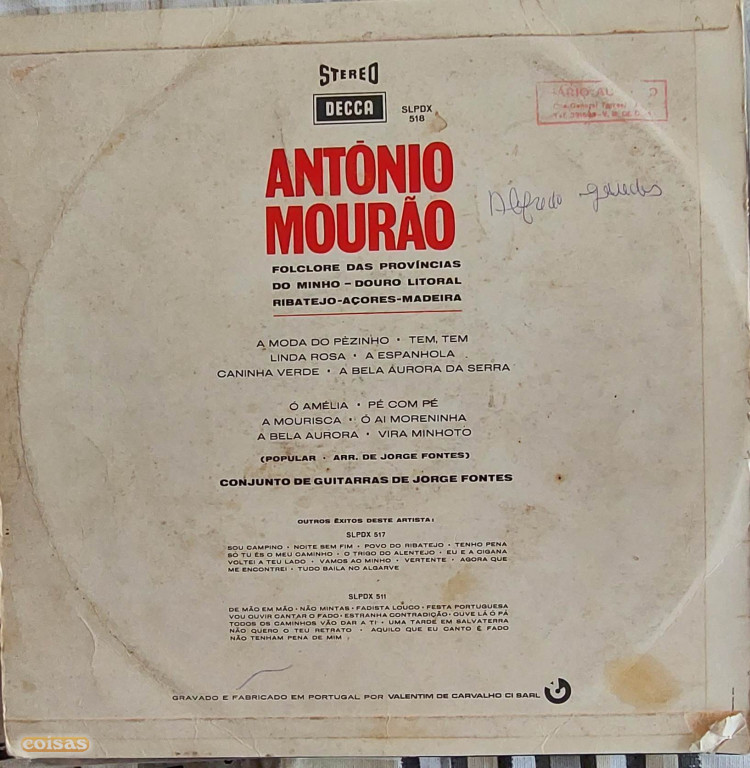 STEREO
DECCA
SLPDX
518
ANTÓNIO
MOURÃO
FOLCLORE DAS PROVÍNCIAS
DO MINHO – DOURO LITORAL
RIBATEJO-AÇORES-MADEIRA
A MODA DO PÈZINHO · TEM, TEM
LINDA ROSA · A ESPANHOLA
CANINHA VERDE · A BELA AURORA DA SERRA
Ó AMÉLIA · PÉ COM PÉ
A MOURISCA · Ó AI MORENINHA
A BELA AURORA · VIRA MINHOTO
(POPULAR · ARR. DE JORGE FONTES)
CONJUNTO DE GUITARRAS DE JORGE FONTES
OUTROS ÊXITOS DESTE ARTISTA:
SLPDX 517
SOU CAMPINO · NOITE SEM FIM · POVO DO RIBATEJO · TENHO PENA
SÓ TU ÉS O MEU CAMINHO · O TRIGO DO ALENTEJO · EU E A CIGANA
VOLTEI A TEU LADO · VAMOS AO MINHO · VERTENTE · AGORA QUE
ME ENCONTREI · TUDO BAILA NO ALGARVE
SLPDX 511
DE MÃO EM MÃO · NÃO MINTAS · FADISTA LOUCO · FESTA PORTUGUESA
VOU OUVIR CANTAR O FADO · ESTRANHA CONTRADIÇÃO · OUVE LÁ Ó PÁ
TODOS OS CAMINHOS VÃO DAR A TI · UMA TARDE EM SALVATERRA
NÃO QUERO O TEU RETRATO · AQUILO QUE EU CANTO É FADO
NÃO TENHAM PENA DE MIM
GRAVADO E FABRICADO EM PORTUGAL POR VALENTIM DE CARVALHO CI SARL
Alfredo
coisas